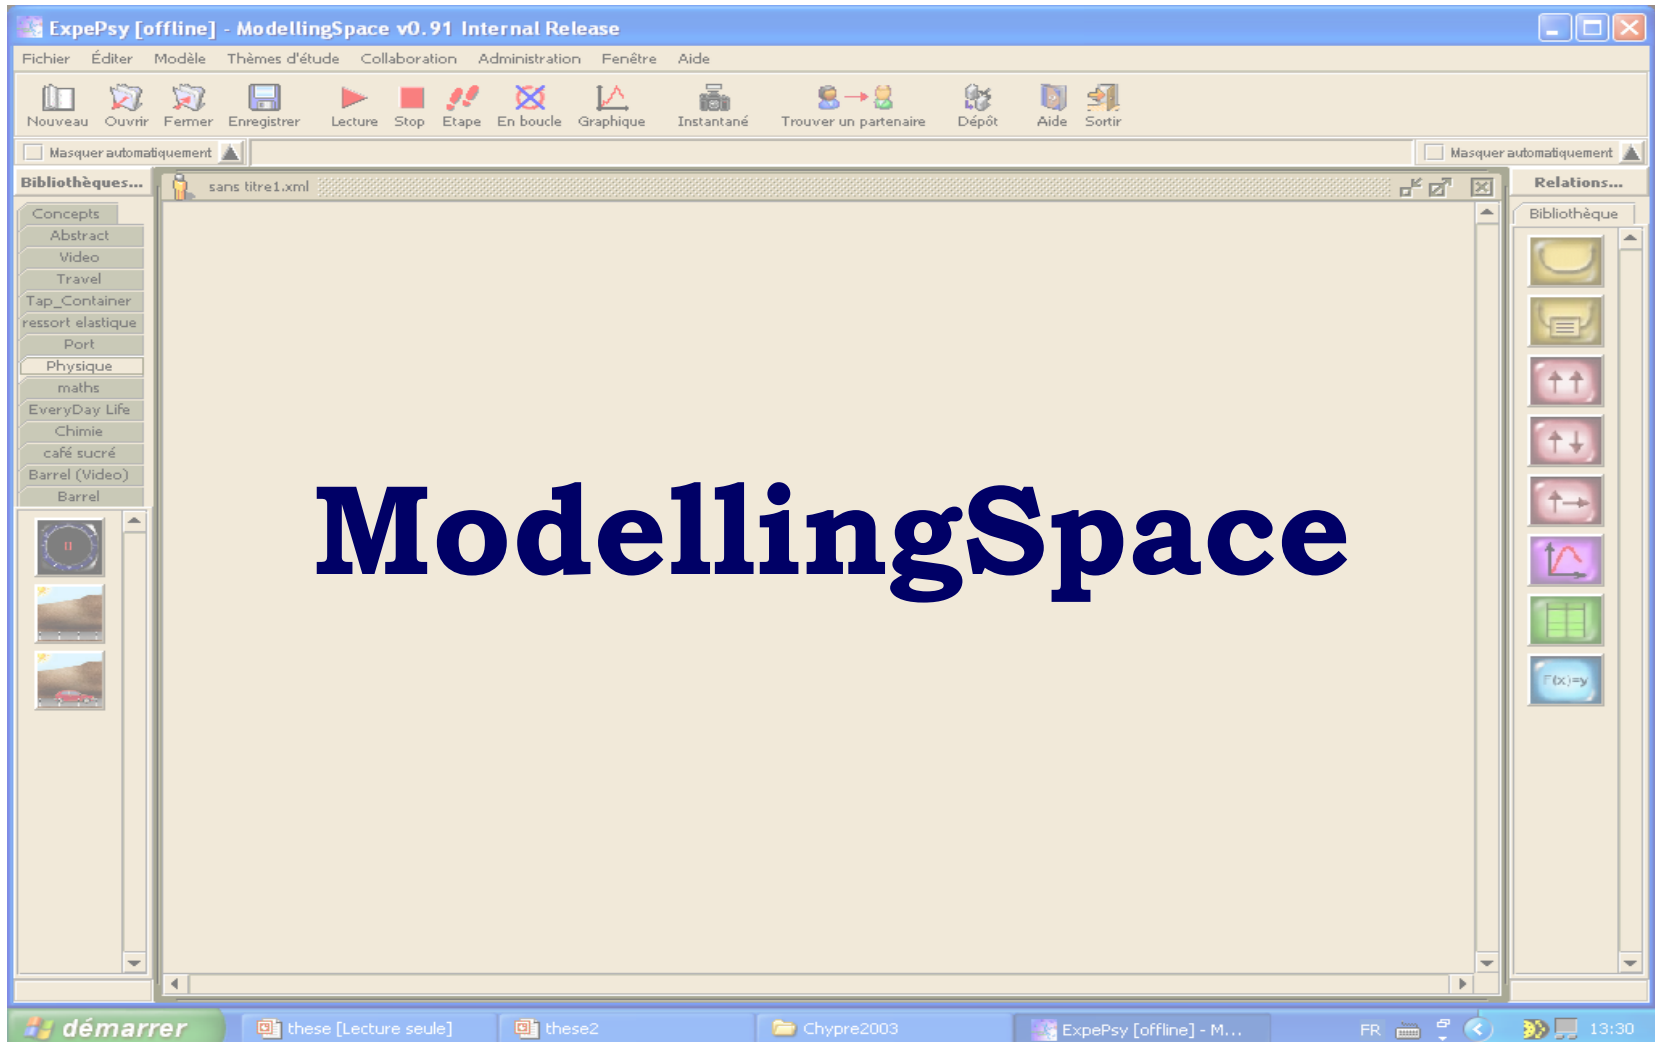 ExpePsy [offline] - ModellingSpace v0.91 Internal Release
Fichier Éditer Modèle Thèmes d'étude Collaboration Administration Fenêtre Aide
Nouveau Ouvrir Fermer Enregistrer Lecture Stop Etape En boucle Graphique Instantané Trouver un partenaire Dépôt Aide Sortir
Masquer automatiquement Masquer automatiquement
Bibliothèques... sans titre1.xml Relations...
Concepts Bibliothèque
Abstract
Video
Travel
Tap_Container
ressort elastique
Port
Physique
maths
EveryDay Life
Chimie
café sucré
Barrel (Video)
Barrel
ModellingSpace
F(x)=y
démarrer these [Lecture seule] these2 Chypre2003 ExpePsy [offline] - M... FR 13:30